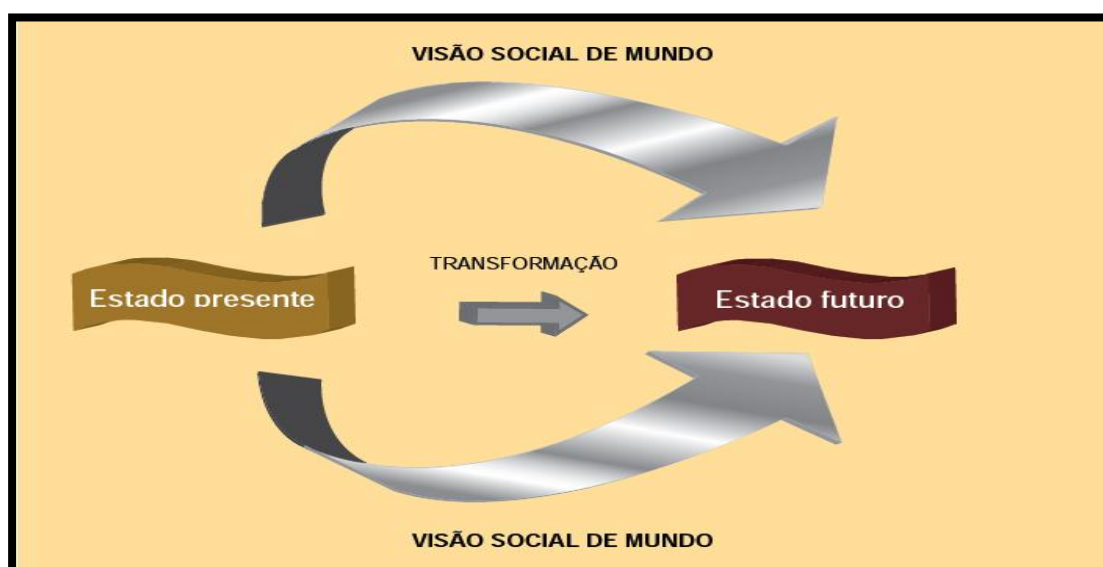 VISÃO SOCIAL DE MUNDO
TRANSFORMAÇÃO
Estado presente
Estado futuro
VISÃO SOCIAL DE MUNDO